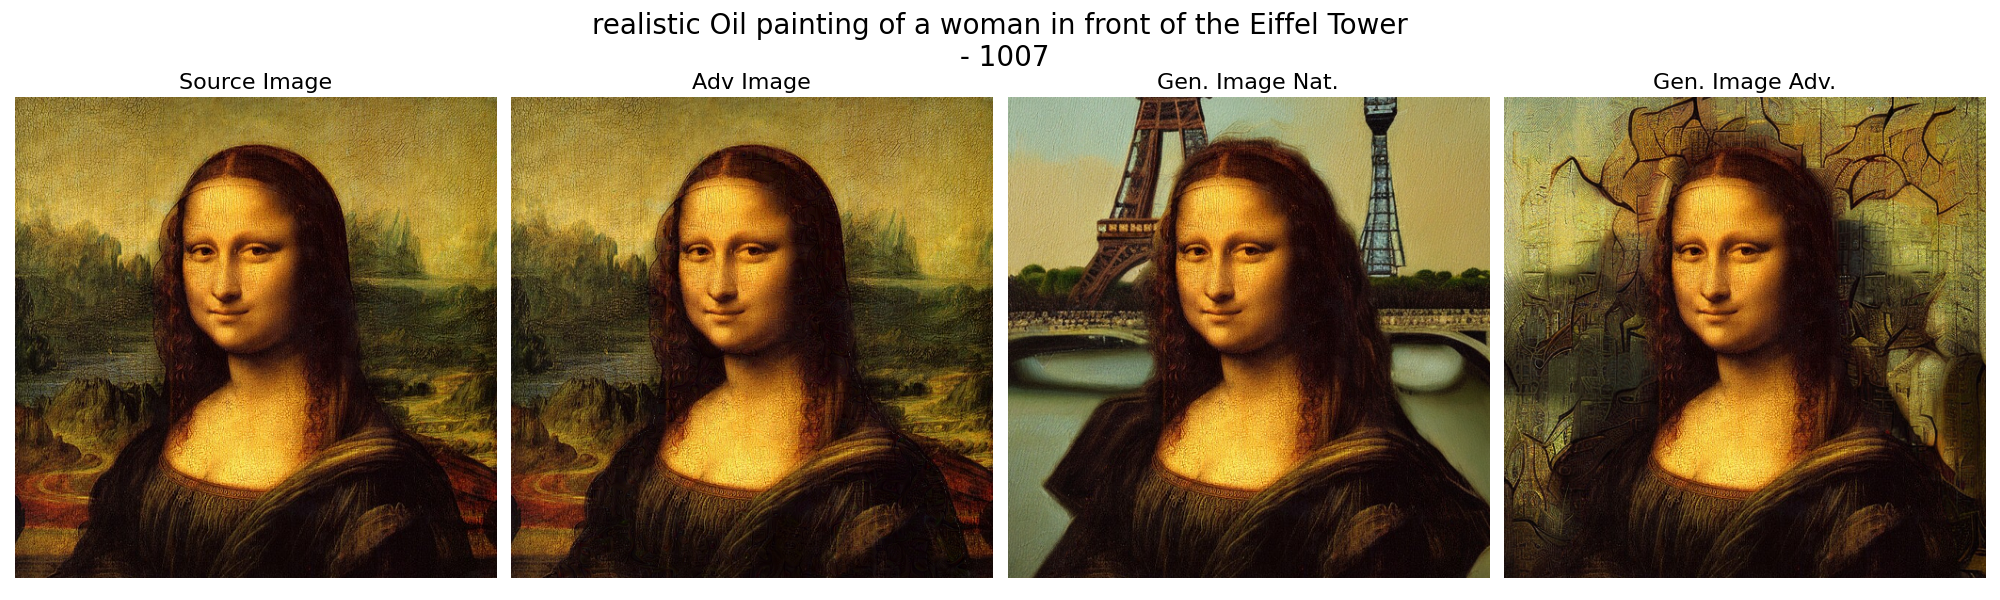 realistic Oil painting of a woman in front of the Eiffel Tower
- 1007
Source Image
Adv Image
Gen. Image Nat.
Gen. Image Adv.